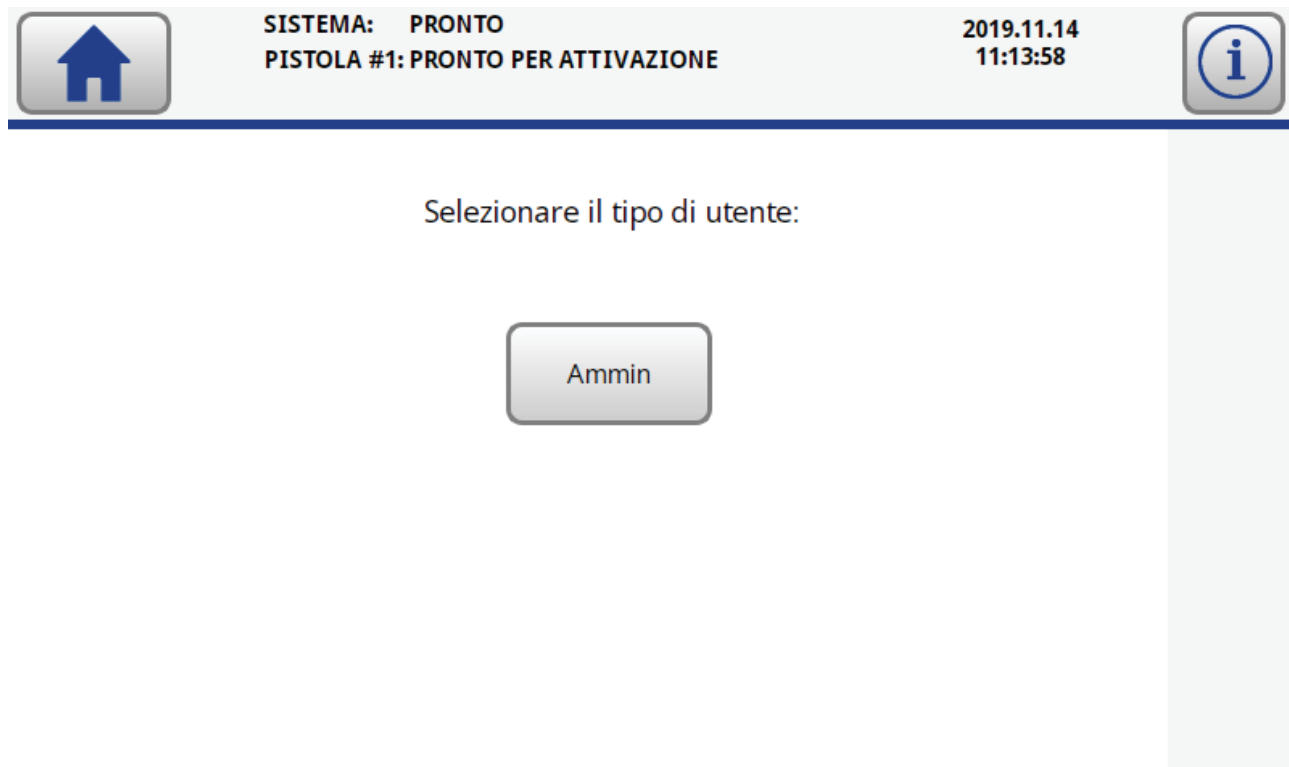 SISTEMA: PRONTO
PISTOLA #1: PRONTO PER ATTIVAZIONE
2019.11.14
11:13:58
i
Selezionare il tipo di utente:
Ammin